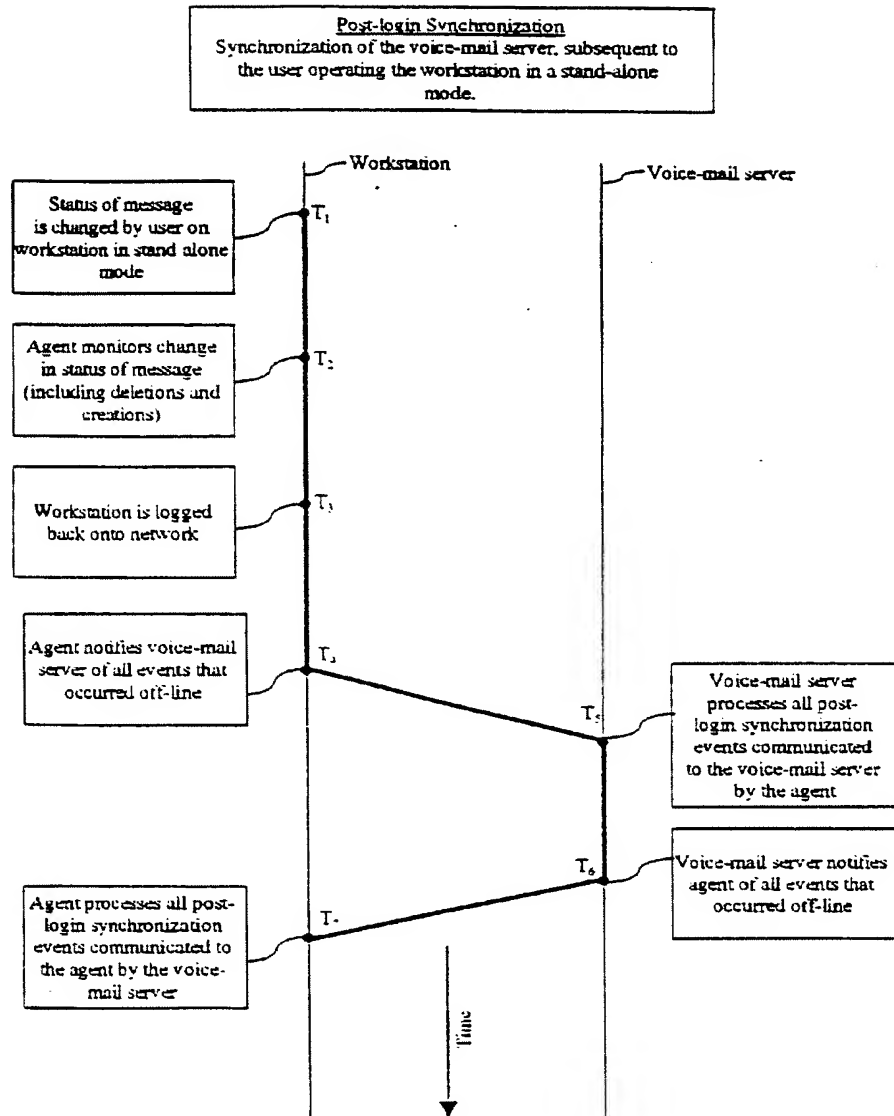 Post-login Synchronization
Synchronization of the voice-mail server, subsequent to
the user operating the workstation in a stand-alone
mode.
Workstation
Voice-mail server
Status of message
is changed by user on
workstation in stand alone
mode
T1
Agent monitors change
in status of message
(including deletions and
creations)
T2
Workstation is logged
back onto network
T3
Agent notifies voice-mail
server of all events that
occurred off-line
Voice-mail server
processes all post-
login synchronization
events communicated
to the voice-mail server
by the agent
T5
T6
Voice-mail server notifies
agent of all events that
occurred off-line
Agent processes all post-
login synchronization
events communicated to
the agent by the voice-
mail server
Time